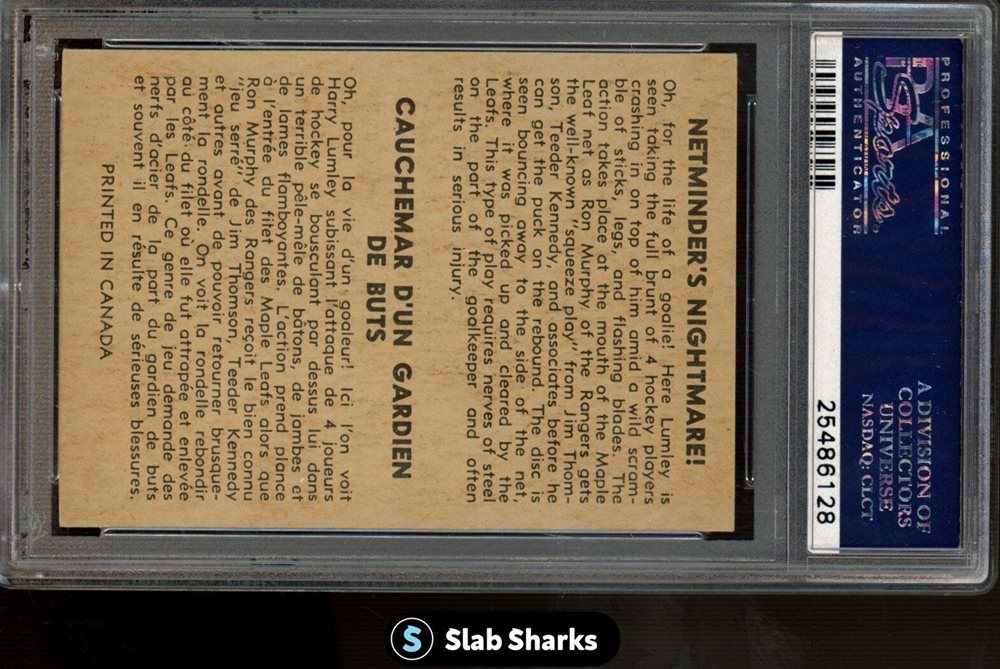 NETMINDER'S NIGHTMARE!
Oh, for the life of a goalie! Here Lumley is
seen taking the full brunt of 4 hockey players
crashing in on top of him amid a wild scram-
ble of sticks, legs, and flashing blades. The
action takes place at the mouth of the Maple
Leaf net as Ron Murphy of the Rangers gets
the well-known "squeeze play" from Jim Thom-
son, Teeder Kennedy, and associates before he
can get the puck on the rebound. The disc is
seen bouncing away to the side of the net,
where it was picked up and cleared by the
Leafs. This type of play requires nerves of steel
on the part of the goalkeeper and often
results in serious injury.
CAUCHEMAR D'UN GARDIEN
DE BUTS
Oh, pour la vie d'un goaleur! Ici l'on voit
Harry Lumley subissant l'attaque de 4 joueurs
de hockey se bousculant par dessus lui dans
un terrible pêle-mêle de bâtons, de jambes et
de lames flamboyantes. L'action prend place
à l'entrée du filet des Maple Leafs alors que
Ron Murphy des Rangers reçoit le bien connu
"jeu serré" de Jim Thomson, Teeder Kennedy
et autres avant de pouvoir retourner brusque-
ment la rondelle. On voit la rondelle rebondir
au côté du filet où elle fut attrapée et enlevée
par les Leafs. Ce genre de jeu demande des
nerfs d'acier de la part du gardien de buts
et souvent il en résulte de sérieuses blessures.
PRINTED IN CANADA
PROFESSIONAL
PSA
Sports
AUTHENTICATOR
A DIVISION OF
COLLECTORS
UNIVERSE
NASDAQ: CLCT
25486128
S Slab Sharks